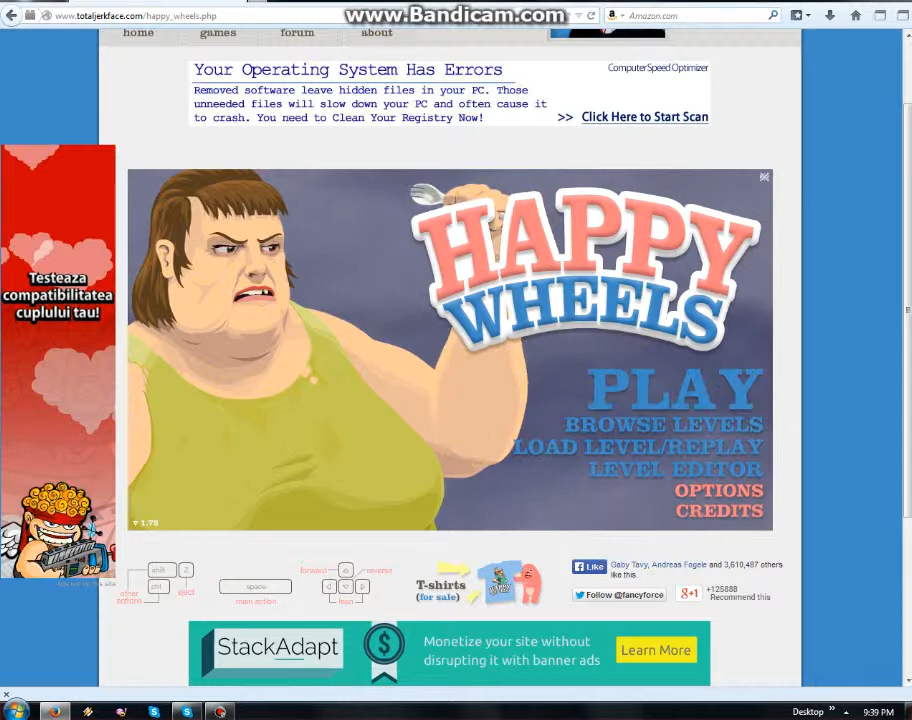 www.totaljerkface.com/happy_wheels.php
www.Bandicam.com
Amazon.com
home games forum about
Your Operating System Has Errors
ComputerSpeed Optimizer
Removed software leave hidden files in your PC. Those
unneeded files will slow down your PC and often cause it
to crash. You need to Clean Your Registry Now!
>> Click Here to Start Scan
Testeaza
compatibilitatea
cuplului tau!
HAPPY
WHEELS
PLAY
BROWSE LEVELS
LOAD LEVEL/REPLAY
LEVEL EDITOR
OPTIONS
CREDITS
▼ 1.79
shift Z
ctrl
eject
other
actions
space
main action
forward
reverse
lean
T-shirts
(for sale)
Like
Gaby Tavy, Andreas Fogele and 3,610,487 others
like this.
Follow @fancyforce
g+1
+125888
Recommend this
StackAdapt
$
Monetize your site without
disrupting it with banner ads
Learn More
Desktop
9:39 PM